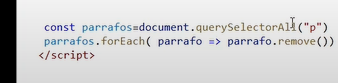 const parrafos=document.querySelectorAll("p")
parrafos.forEach( parrafo => parrafo.remove())
</script>